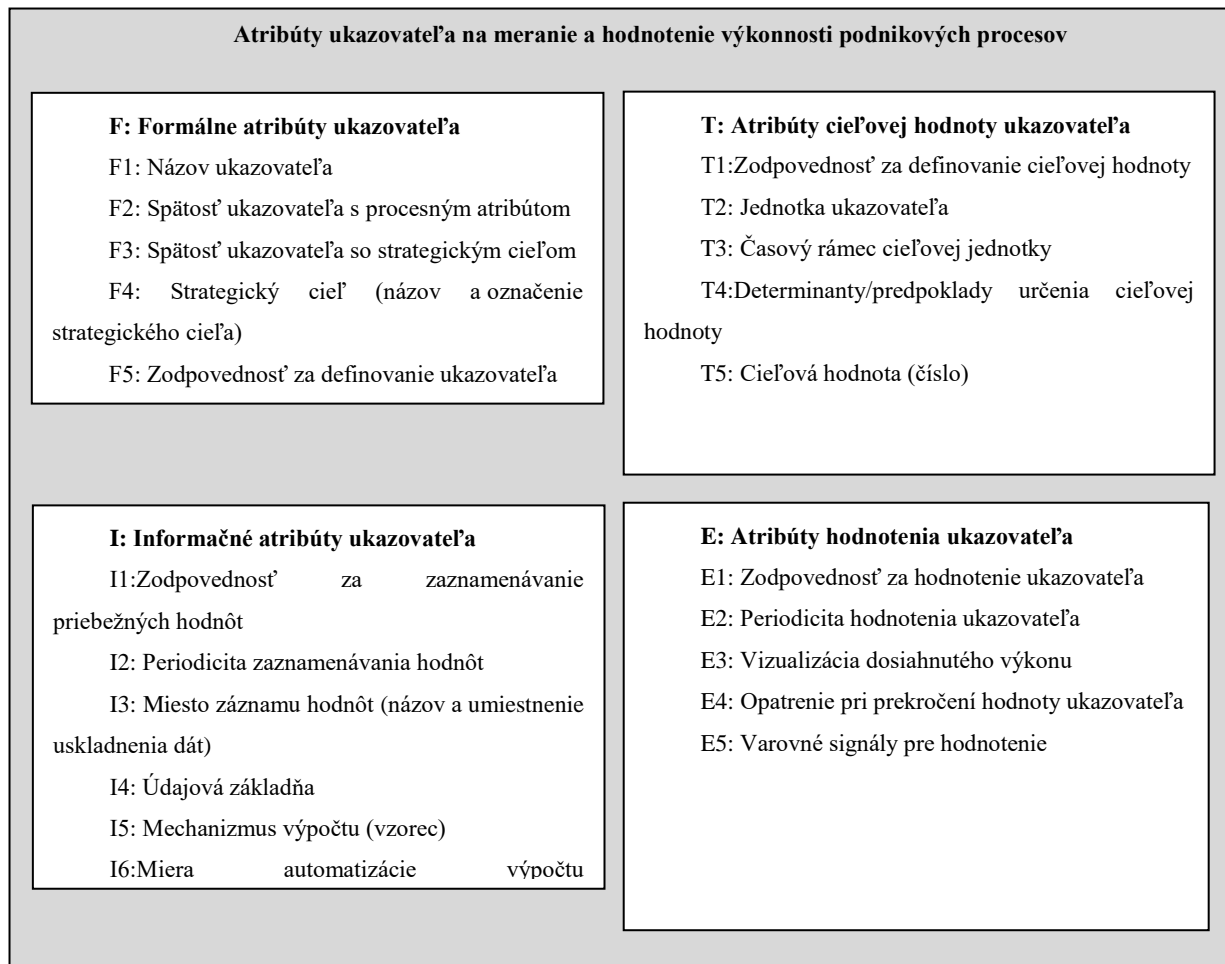 Atribúty ukazovateľa na meranie a hodnotenie výkonnosti podnikových procesov
F: Formálne atribúty ukazovateľa
F1: Názov ukazovateľa
F2: Spätosť ukazovateľa s procesným atribútom
F3: Spätosť ukazovateľa so strategickým cieľom
F4: Strategický cieľ (názov a označenie
strategického cieľa)
F5: Zodpovednosť za definovanie ukazovateľa
T: Atribúty cieľovej hodnoty ukazovateľa
T1:Zodpovednosť za definovanie cieľovej hodnoty
T2: Jednotka ukazovateľa
T3: Časový rámec cieľovej jednotky
T4:Determinanty/predpoklady určenia cieľovej
hodnoty
T5: Cieľová hodnota (číslo)
I: Informačné atribúty ukazovateľa
I1:Zodpovednosť za zaznamenávanie
priebežných hodnôt
I2: Periodicita zaznamenávania hodnôt
I3: Miesto záznamu hodnôt (názov a umiestnenie
uskladnenia dát)
I4: Údajová základňa
I5: Mechanizmus výpočtu (vzorec)
I6:Miera automatizácie výpočtu
E: Atribúty hodnotenia ukazovateľa
E1: Zodpovednosť za hodnotenie ukazovateľa
E2: Periodicita hodnotenia ukazovateľa
E3: Vizualizácia dosiahnutého výkonu
E4: Opatrenie pri prekročení hodnoty ukazovateľa
E5: Varovné signály pre hodnotenie